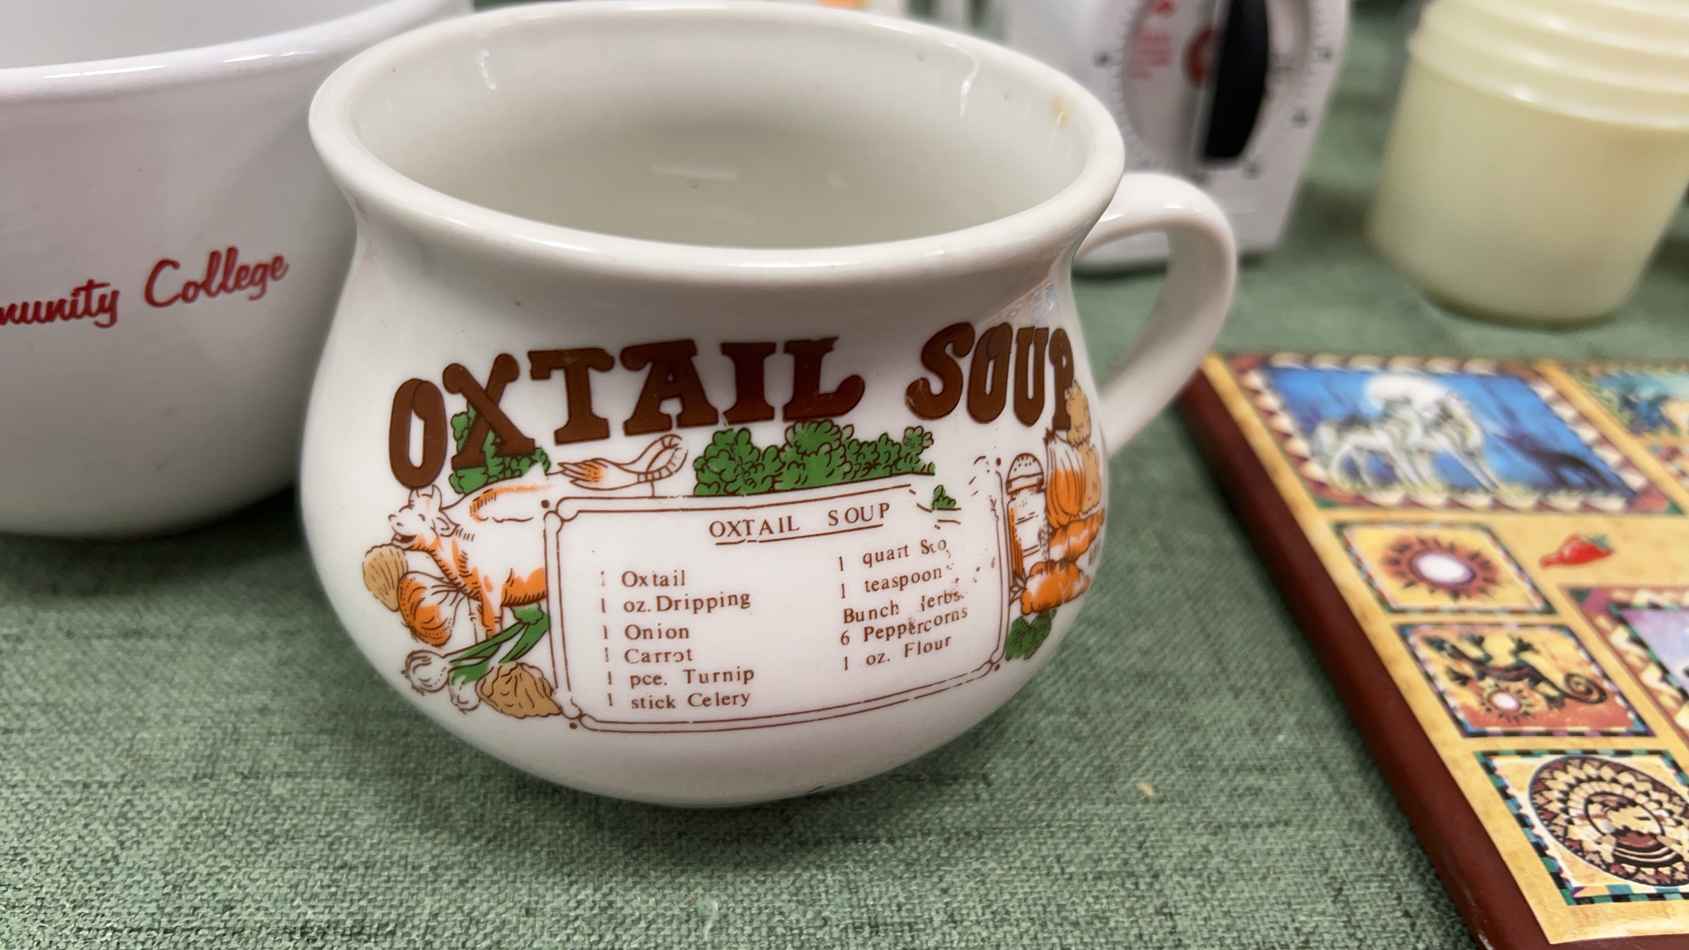 College
OXTAIL SOUP
OXTAIL SOUP
1 Oxtail
1 oz. Dripping
1 Onion
1 Carrot
1 pce. Turnip
1 stick Celery
1 quart
1 teaspoon
Bunch
6 Peppercorns
1 oz. Flour